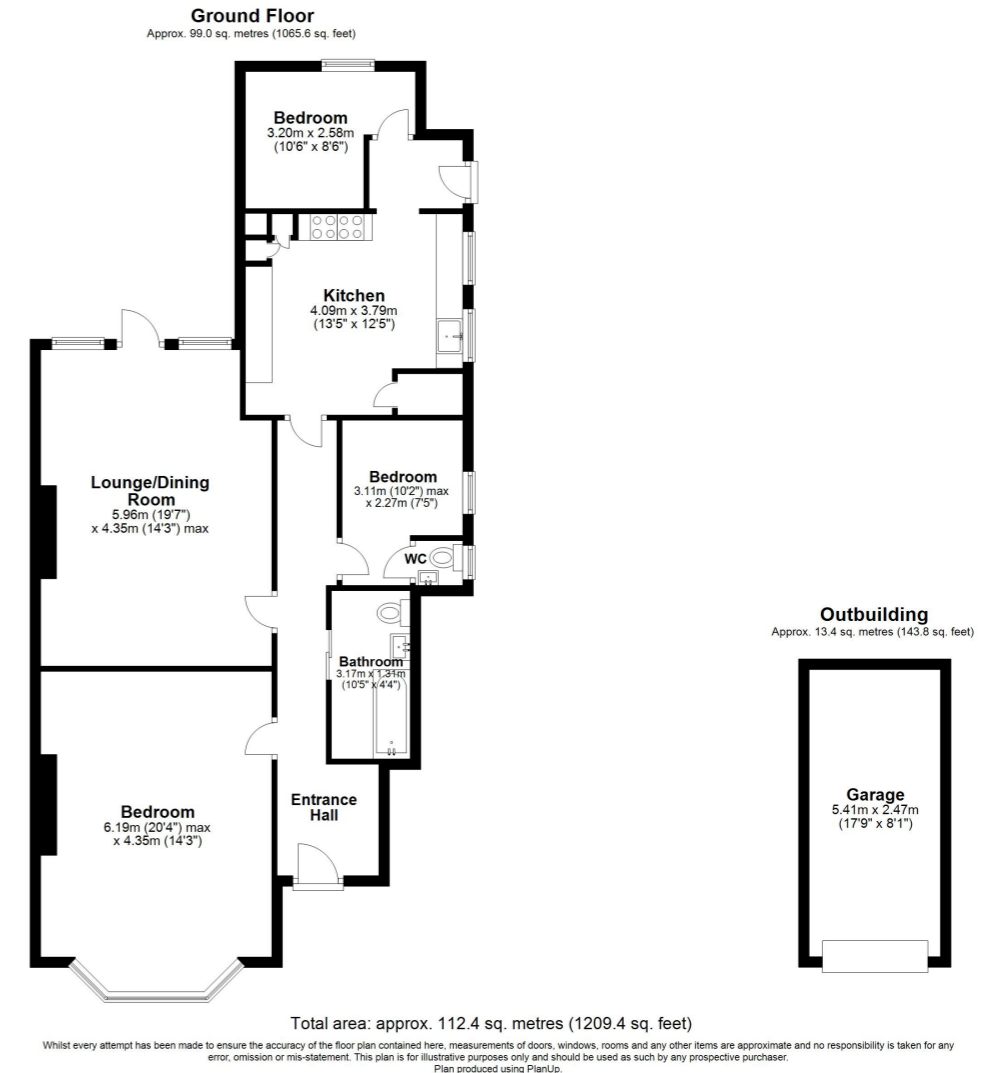 Ground Floor
Approx. 99.0 sq. metres (1065.6 sq. feet)
Bedroom
3.20m x 2.58m
(10'6" x 8'6")
Kitchen
4.09m x 3.79m
(13'5" x 12'5")
Lounge/Dining
Room
5.96m (19'7")
x 4.35m (14'3") max
Bedroom
3.11m (10'2") max
x 2.27m (7'5")
WC
Bathroom
3.17m x 1.31m
(10'5" x 4'4")
Entrance
Hall
Bedroom
6.19m (20'4") max
x 4.35m (14'3")
Outbuilding
Approx. 13.4 sq. metres (143.8 sq. feet)
Garage
5.41m x 2.47m
(17'9" x 8'1")
Total area: approx. 112.4 sq. metres (1209.4 sq. feet)
Whilst every attempt has been made to ensure the accuracy of the floor plan contained here, measurements of doors, windows, rooms and any other items are approximate and no responsibility is taken for any
error, omission or mis-statement. This plan is for illustrative purposes only and should be used as such by any prospective purchaser.
Plan produced using PlanUp.